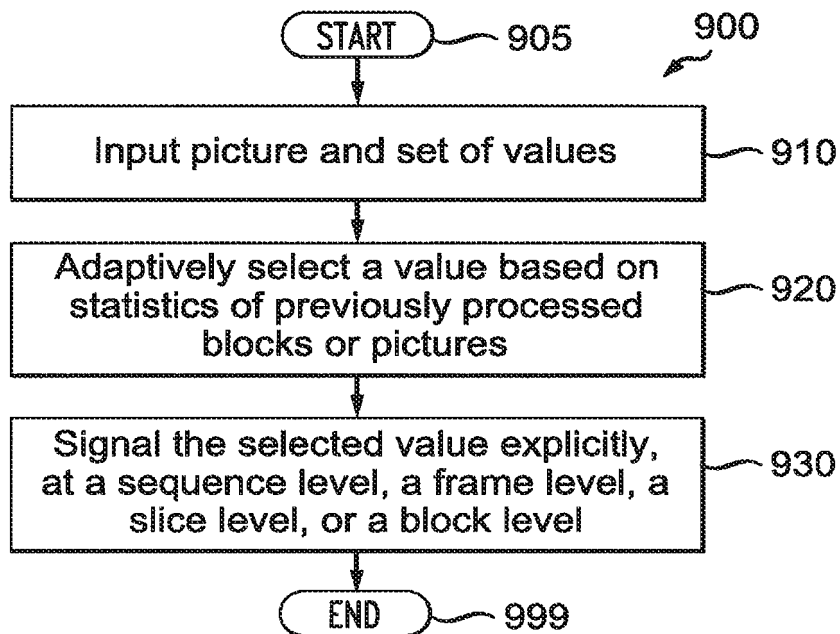 START
905
900
Input picture and set of values
910
Adaptively select a value based on
statistics of previously processed
blocks or pictures
920
Signal the selected value explicitly,
at a sequence level, a frame level, a
slice level, or a block level
930
END
999